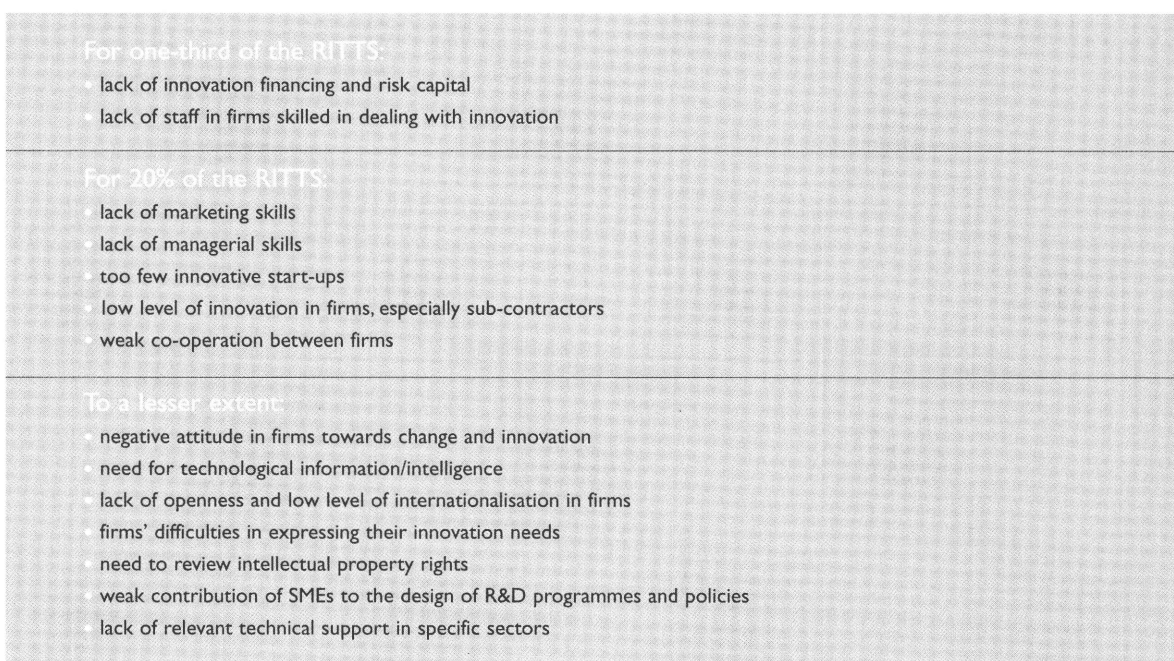 For one-third of the RITTS:
lack of innovation financing and risk capital
lack of staff in firms skilled in dealing with innovation
For 20% of the RITTS:
lack of marketing skills
lack of managerial skills
too few innovative start-ups
low level of innovation in firms, especially sub-contractors
weak co-operation between firms
To a lesser extent:
negative attitude in firms towards change and innovation
need for technological information/intelligence
lack of openness and low level of internationalisation in firms
firms' difficulties in expressing their innovation needs
need to review intellectual property rights
weak contribution of SMEs to the design of R&D programmes and policies
lack of relevant technical support in specific sectors